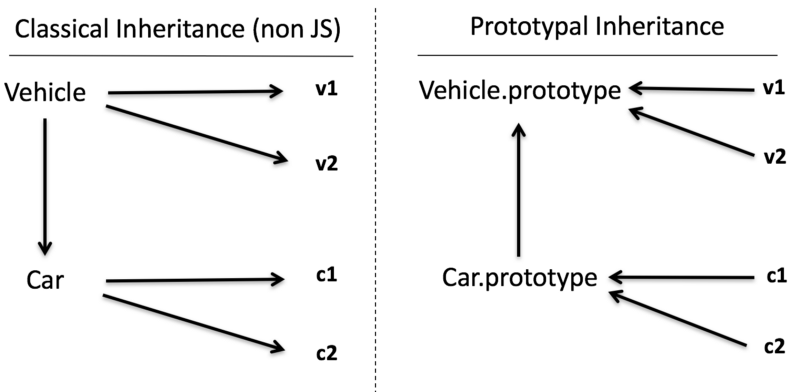 Classical Inheritance (non JS)
Vehicle
v1
v2
Car
c1
c2
Prototypal Inheritance
Vehicle.prototype
v1
v2
Car.prototype
c1
c2